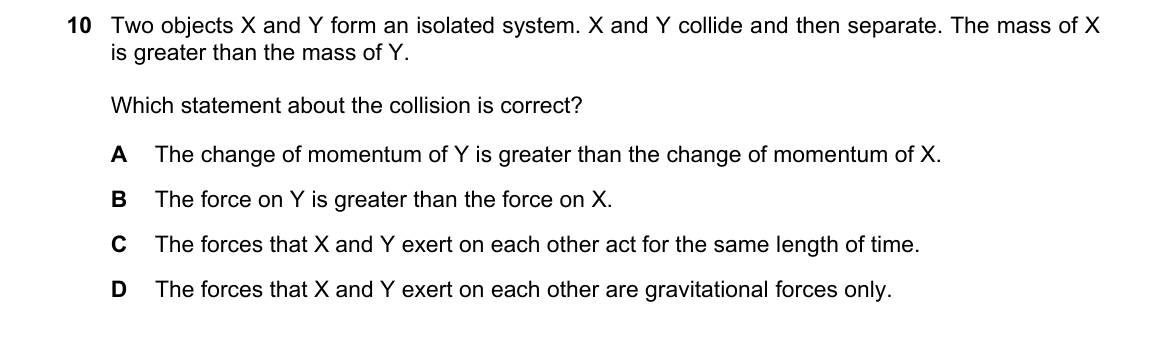 10 Two objects X and Y form an isolated system. X and Y collide and then separate. The mass of X
is greater than the mass of Y.
Which statement about the collision is correct?
A The change of momentum of Y is greater than the change of momentum of X.
B The force on Y is greater than the force on X.
C The forces that X and Y exert on each other act for the same length of time.
D The forces that X and Y exert on each other are gravitational forces only.